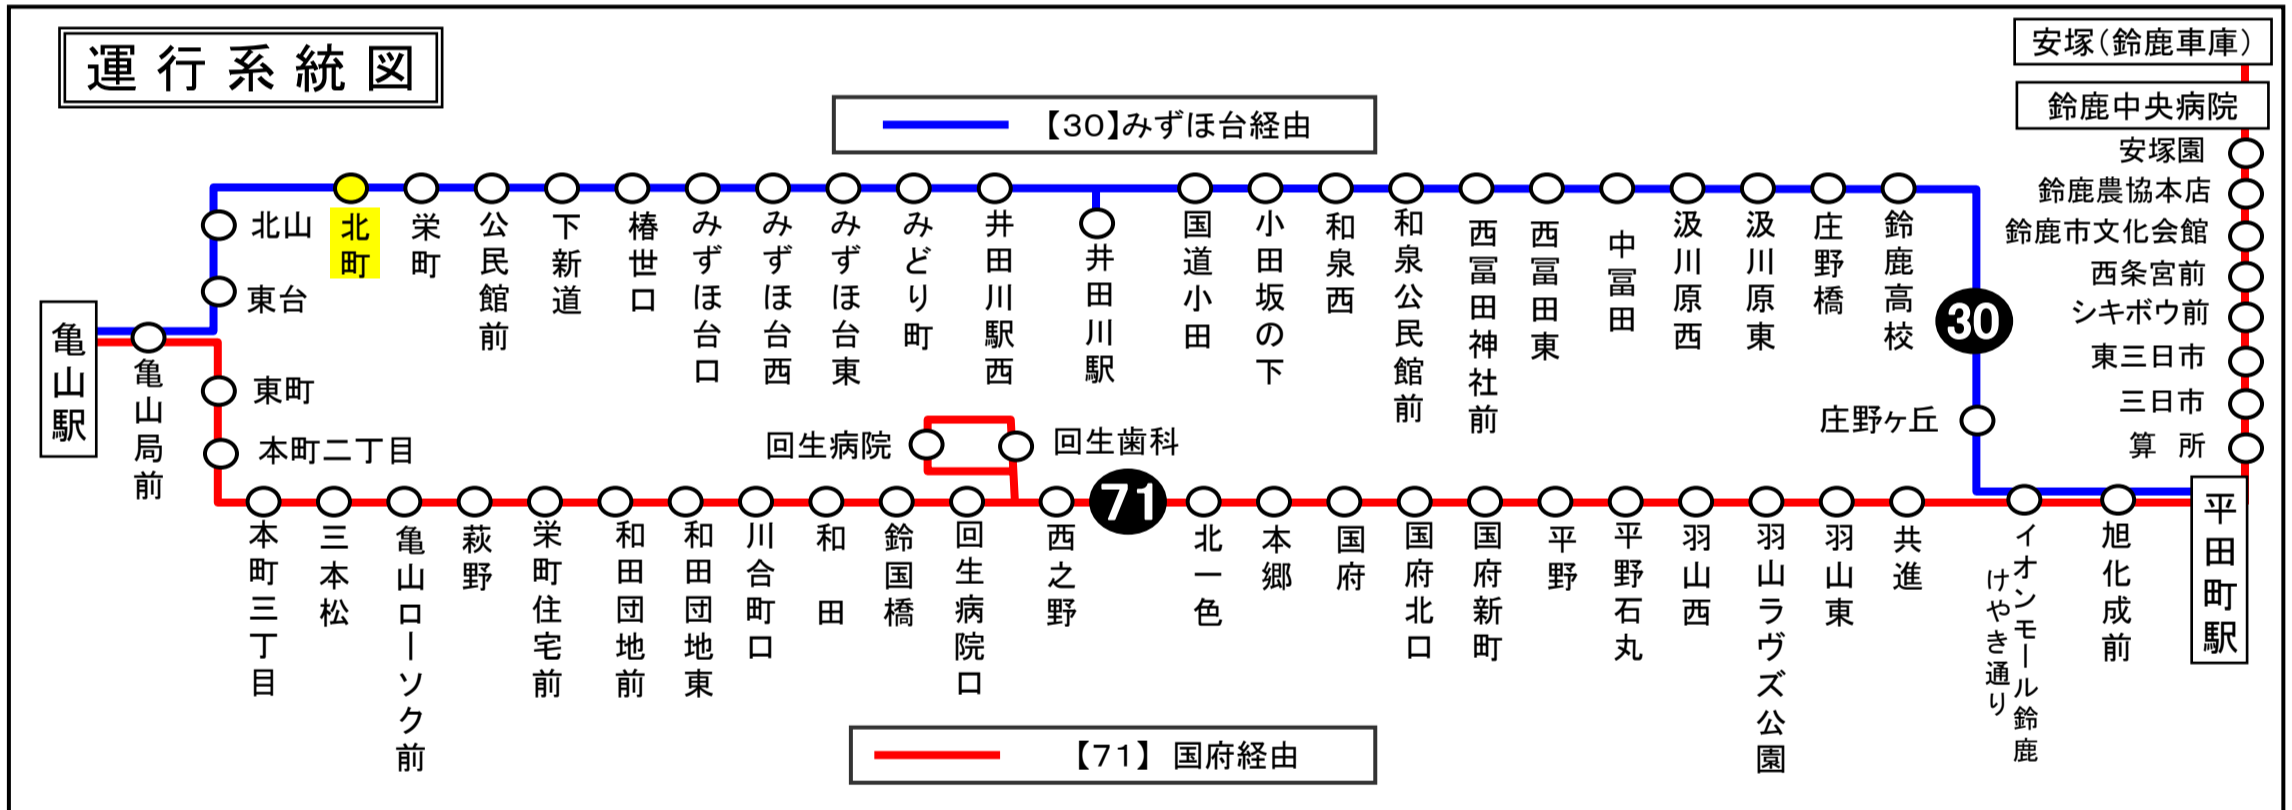 運行系統図
【30】みずほ台経由
安塚(鈴鹿車庫)
鈴鹿中央病院
安塚園
鈴鹿農協本店
鈴鹿市文化会館
西条宮前
シキボウ前
東三日市
三日市
算 所
平田町駅
亀山駅
亀山局前
東台
北山
北町
栄町
公民館前
下新道
椿世口
みずほ台口
みずほ台西
みずほ台東
みどり町
井田川駅西
井田川駅
国道小田
小田坂の下
和泉西
和泉公民館前
西冨田神社前
西冨田東
中冨田
汲川原西
汲川原東
庄野橋
鈴鹿高校
30
庄野ヶ丘
東町
本町二丁目
本町三丁目
三本松
亀山ローソク前
萩野
栄町住宅前
和田団地前
和田団地東
川合町口
和 田
鈴国橋
回生病院口
回生病院
回生歯科
西之野
71
北一色
本郷
国府
国府北口
国府新町
平野
平野石丸
羽山西
羽山ラヴズ公園
羽山東
共進
イオンモール鈴鹿
けやき通り
旭化成前
【71】 国府経由